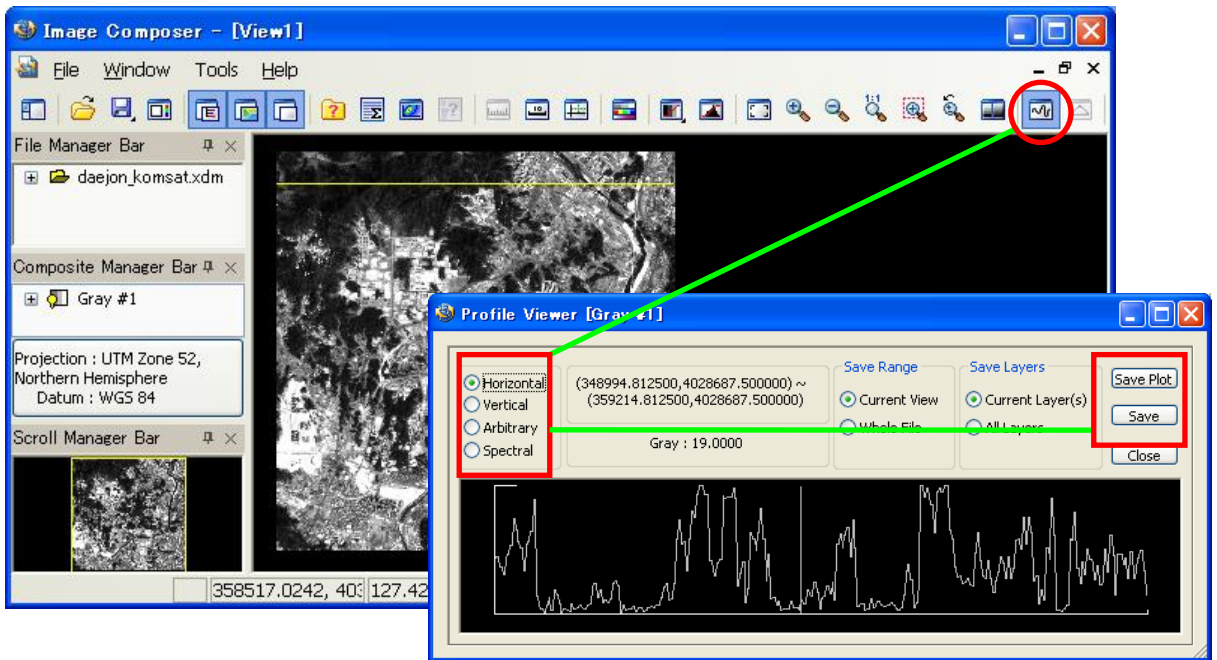 Image Composer - [View1]
File Window Tools Help
1:1
File Manager Bar
daejon_komsat.xdm
Composite Manager Bar
Gray #1
Projection : UTM Zone 52,
Northern Hemisphere
Datum : WGS 84
Scroll Manager Bar
358517.0242, 403 127.42
Profile Viewer [Gray #1]
Horizontal
Vertical
Arbitrary
Spectral
(348994.812500,4028687.500000) ~
(359214.812500,4028687.500000)
Gray : 19.0000
Save Range
Current View
Whole File
Save Layers
Current Layer(s)
All Layers
Save Plot
Save
Close